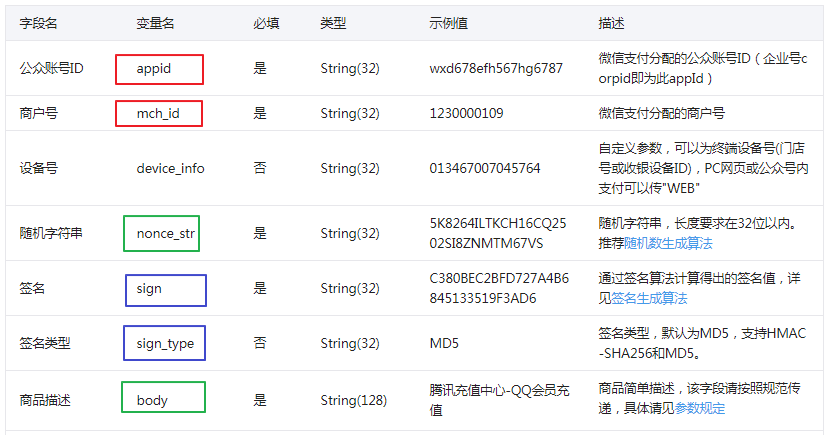 字段名 变量名 必填 类型 示例值 描述
公众账号ID appid 是 String(32) wxd678efh567hg6787 微信支付分配的公众账号ID（企业号c
orpid即为此appId）
商户号 mch_id 是 String(32) 1230000109 微信支付分配的商户号
设备号 device_info 否 String(32) 013467007045764 自定义参数，可以为终端设备号(门店
号或收银设备ID)，PC网页或公众号内
支付可以传"WEB"
随机字符串 nonce_str 是 String(32) 5K8264ILTKCH16CQ25
02SI8ZNMTM67VS 随机字符串，长度要求在32位以内。
推荐随机数生成算法
签名 sign 是 String(32) C380BEC2BFD727A4B6
845133519F3AD6 通过签名算法计算得出的签名值，详
见签名生成算法
签名类型 sign_type 否 String(32) MD5 签名类型，默认为MD5，支持HMAC
-SHA256和MD5。
商品描述 body 是 String(128) 腾讯充值中心-QQ会员充
值 商品简单描述，该字段请按照规范传
递，具体请见参数规定